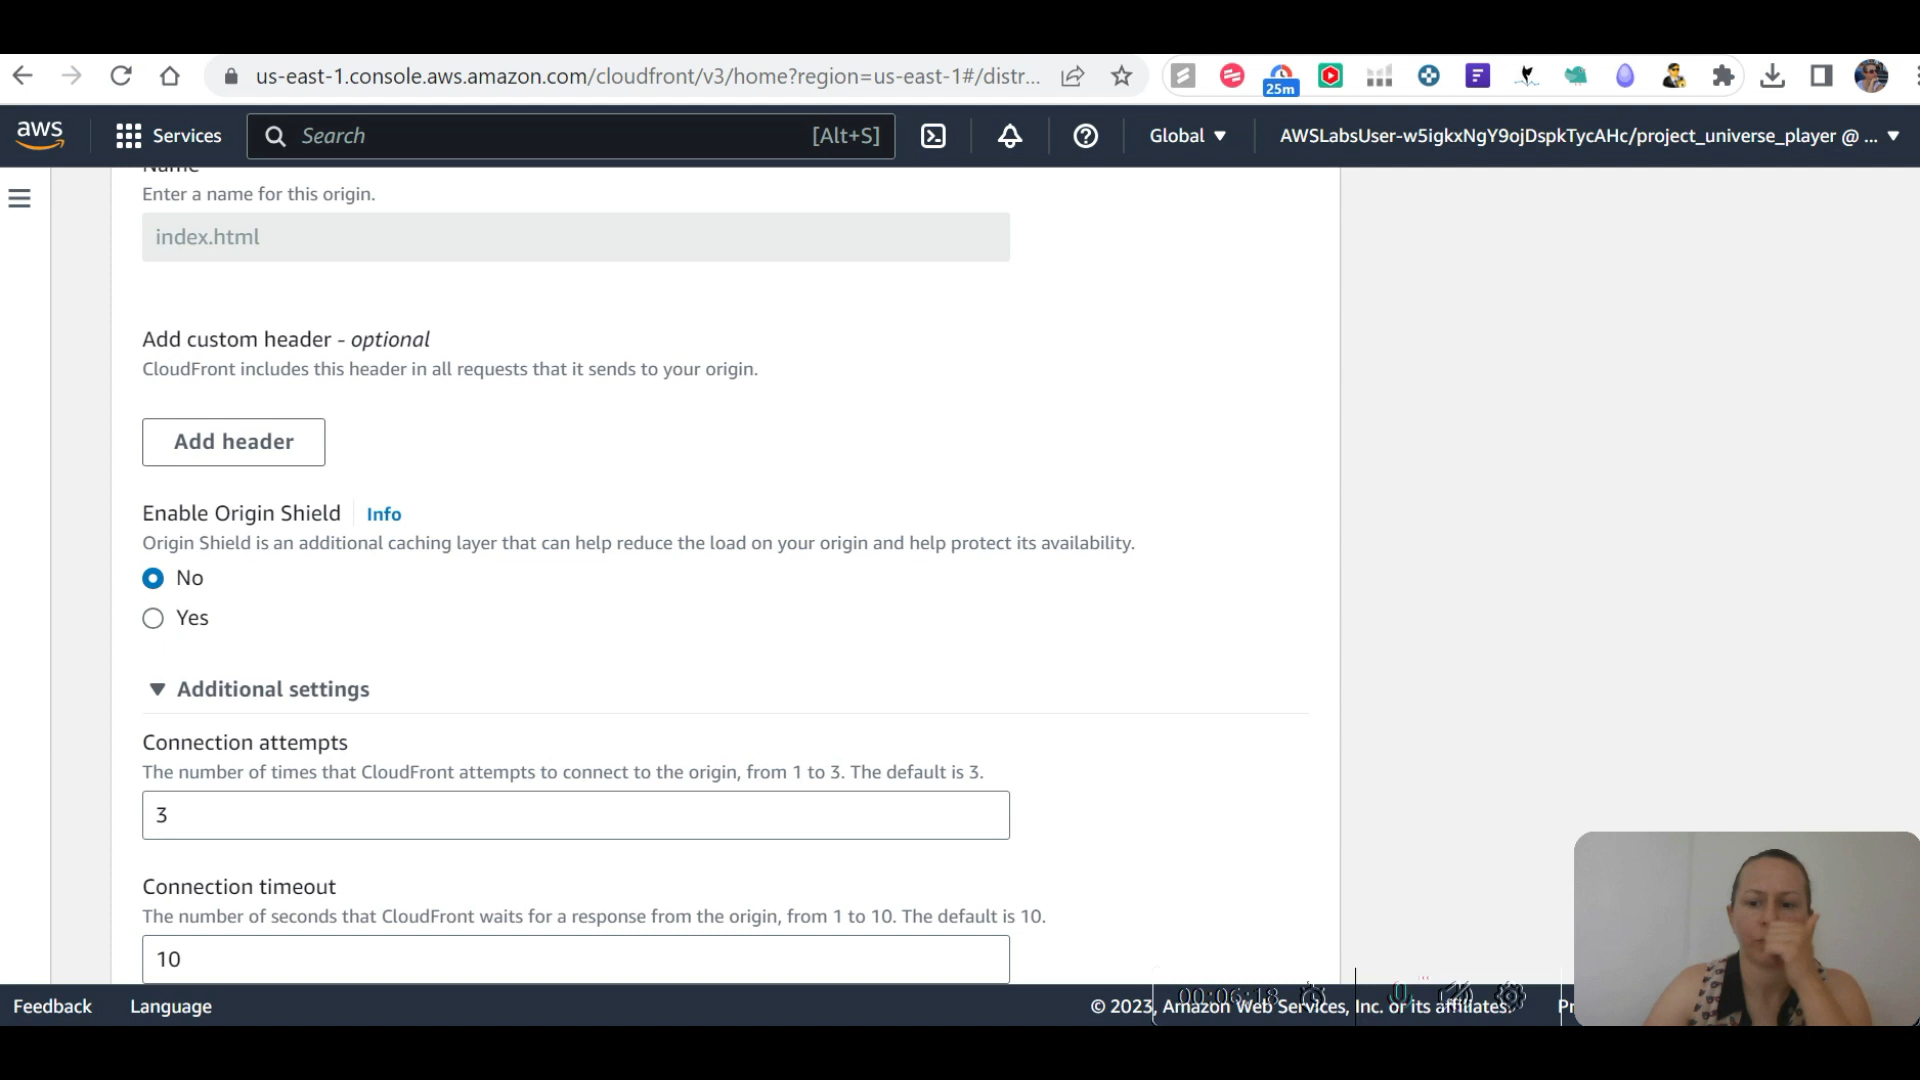 us-east-1.console.aws.amazon.com/cloudfront/v3/home?region=us-east-1#/distr...
25m
aws
Services
Search
[Alt+S]
Global
AWSLabsUser-w5igkxNgY9ojDspkTycAHc/project_universe_player @ ...
Name
Enter a name for this origin.
index.html
Add custom header - optional
CloudFront includes this header in all requests that it sends to your origin.
Add header
Enable Origin Shield
Info
Origin Shield is an additional caching layer that can help reduce the load on your origin and help protect its availability.
No
Yes
Additional settings
Connection attempts
The number of times that CloudFront attempts to connect to the origin, from 1 to 3. The default is 3.
3
Connection timeout
The number of seconds that CloudFront waits for a response from the origin, from 1 to 10. The default is 10.
10
Feedback
Language
00:06:18
© 2023, Amazon Web Services, Inc. or its affiliates.